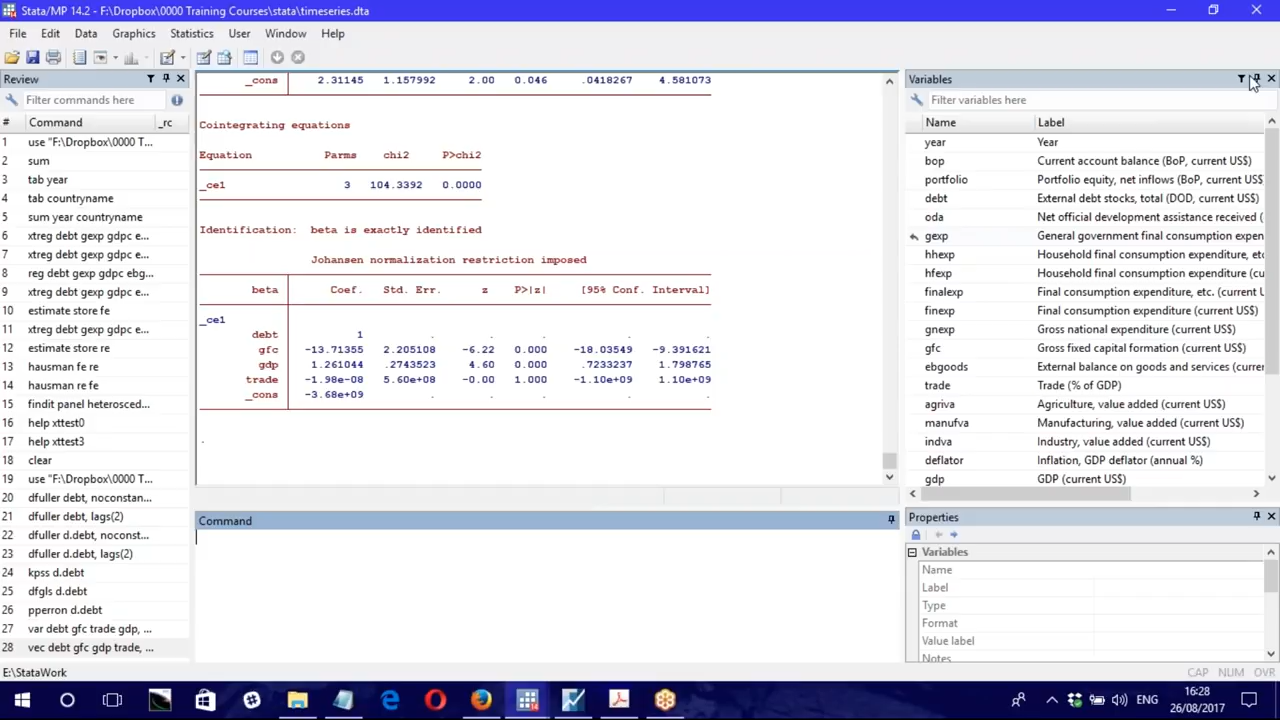 Stata/MP 14.2 - F:\Dropbox\0000 Training Courses\stata\timeseries.dta
File Edit Data Graphics Statistics User Window Help
Review
Filter commands here
# Command _rc
1 use "F:\Dropbox\0000 T...
2 sum
3 tab year
4 tab countryname
5 sum year countryname
6 xtreg debt gexp gdpc e...
7 xtreg debt gexp gdpc e...
8 reg debt gexp gdpc ebg...
9 xtreg debt gexp gdpc e...
10 estimate store fe
11 xtreg debt gexp gdpc e...
12 estimate store re
13 hausman fe re
14 hausman re fe
15 findit panel heterosced...
16 help xttest0
17 help xttest3
18 clear
19 use "F:\Dropbox\0000 T...
20 dfuller debt, noconstan...
21 dfuller debt, lags(2)
22 dfuller d.debt, noconst...
23 dfuller d.debt, lags(2)
24 kpss d.debt
25 dfgls d.debt
26 pperron d.debt
27 var debt gfc trade gdp, ...
28 vec debt gfc gdp trade, ...
_cons 2.31145 1.157992 2.00 0.046 .0418267 4.581073
Cointegrating equations
Equation Parms chi2 P>chi2
_ce1 3 104.3392 0.0000
Identification: beta is exactly identified
Johansen normalization restriction imposed
beta Coef. Std. Err. z P>|z| [95% Conf. Interval]
_ce1
debt 1 . . . . .
gfc -13.71355 2.205108 -6.22 0.000 -18.03549 -9.391621
gdp 1.261044 .2743523 4.60 0.000 .7233237 1.798765
trade -1.98e-08 5.60e+08 -0.00 1.000 -1.10e+09 1.10e+09
_cons -3.68e+09 . . . . .
.
Command
Variables
Filter variables here
Name Label
year Year
bop Current account balance (BoP, current US$)
portfolio Portfolio equity, net inflows (BoP, current US$)
debt External debt stocks, total (DOD, current US$)
oda Net official development assistance received (
gexp General government final consumption expen
hhexp Household final consumption expenditure, etc
hfexp Household final consumption expenditure (cu
finalexp Final consumption expenditure, etc. (current U
finexp Final consumption expenditure (current US$)
gnexp Gross national expenditure (current US$)
gfc Gross fixed capital formation (current US$)
ebgoods External balance on goods and services (currer
trade Trade (% of GDP)
agriva Agriculture, value added (current US$)
manufva Manufacturing, value added (current US$)
indva Industry, value added (current US$)
deflator Inflation, GDP deflator (annual %)
gdp GDP (current US$)
Properties
Variables
Name
Label
Type
Format
Value label
Notes
E:\StataWork
CAP NUM OVR
ENG
16:28
26/08/2017